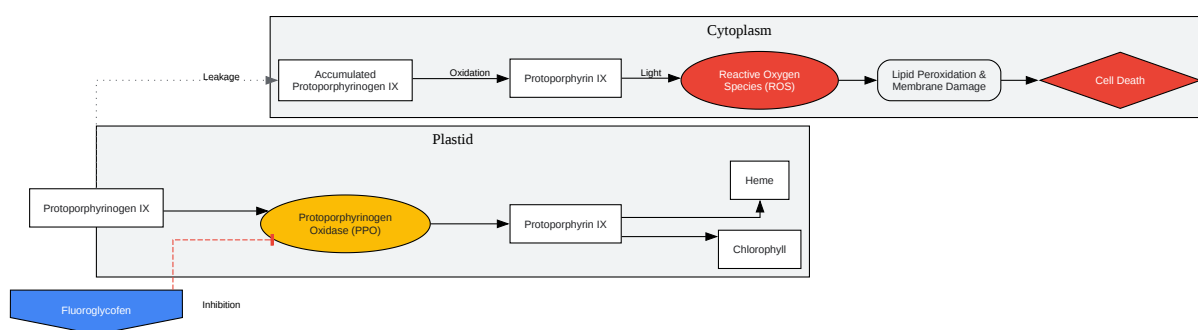 Cytoplasm
Leakage
Accumulated
Protoporphyrinogen IX
Oxidation
Protoporphyrin IX
Light
Reactive Oxygen
Species (ROS)
Lipid Peroxidation &
Membrane Damage
Cell Death
Plastid
Protoporphyrinogen IX
Protoporphyrinogen
Oxidase (PPO)
Protoporphyrin IX
Heme
Chlorophyll
Fluoroglycofen
Inhibition